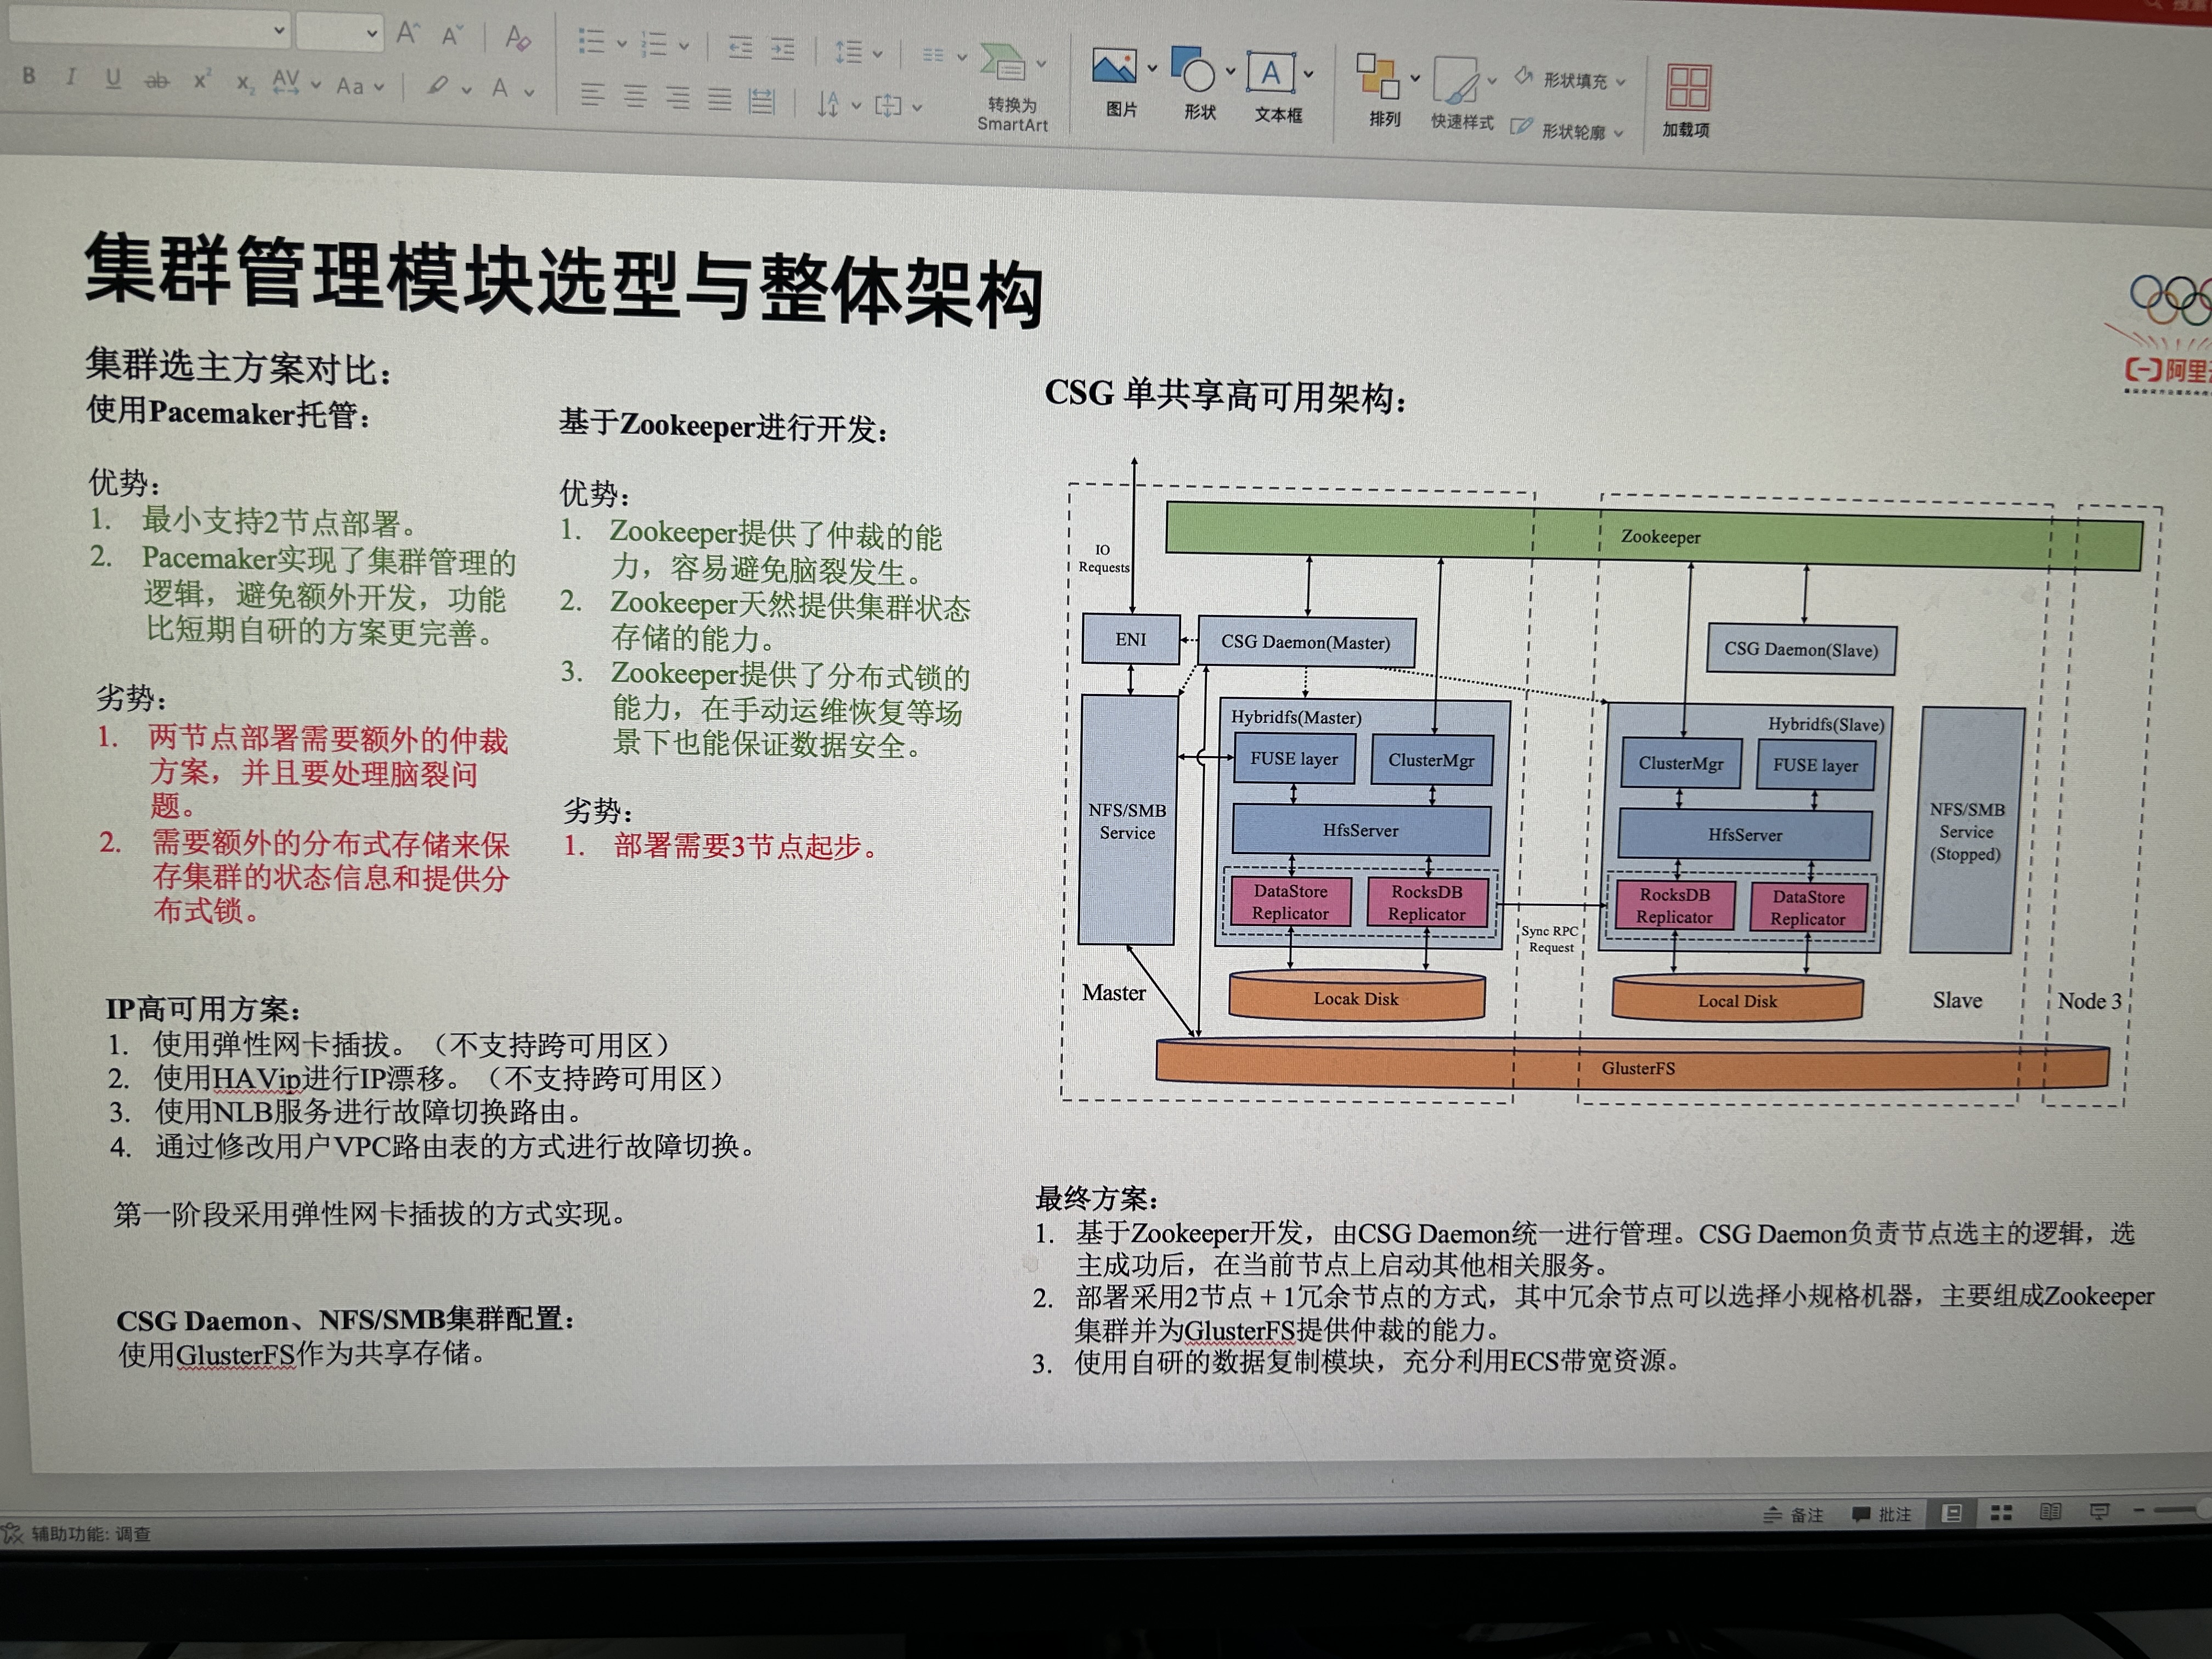 转换为
SmartArt
图片
形状
文本框
排列
快速样式
形状填充
形状轮廓
加载项
集群管理模块选型与整体架构
集群选主方案对比：
使用Pacemaker托管：
优势：
1. 最小支持2节点部署。
2. Pacemaker实现了集群管理的
逻辑，避免额外开发，功能
比短期自研的方案更完善。
劣势：
1. 两节点部署需要额外的仲裁
方案，并且要处理脑裂问
题。
2. 需要额外的分布式存储来保
存集群的状态信息和提供分
布式锁。
基于Zookeeper进行开发：
优势：
1. Zookeeper提供了仲裁的能
力，容易避免脑裂发生。
2. Zookeeper天然提供集群状态
存储的能力。
3. Zookeeper提供了分布式锁的
能力，在手动运维恢复等场
景下也能保证数据安全。
劣势：
1. 部署需要3节点起步。
IP高可用方案：
1. 使用弹性网卡插拔。（不支持跨可用区）
2. 使用HAVip进行IP漂移。（不支持跨可用区）
3. 使用NLB服务进行故障切换路由。
4. 通过修改用户VPC路由表的方式进行故障切换。
第一阶段采用弹性网卡插拔的方式实现。
CSG Daemon、NFS/SMB集群配置：
使用GlusterFS作为共享存储。
CSG 单共享高可用架构：
阿里
Zookeeper
IO
Requests
ENI
CSG Daemon(Master)
CSG Daemon(Slave)
NFS/SMB
Service
Hybridfs(Master)
FUSE layer
ClusterMgr
HfsServer
DataStore
Replicator
RocksDB
Replicator
Locak Disk
Master
Sync RPC
Request
Hybridfs(Slave)
ClusterMgr
FUSE layer
HfsServer
RocksDB
Replicator
DataStore
Replicator
Local Disk
NFS/SMB
Service
(Stopped)
Slave
Node 3
GlusterFS
最终方案：
1. 基于Zookeeper开发，由CSG Daemon统一进行管理。CSG Daemon负责节点选主的逻辑，选
主成功后，在当前节点上启动其他相关服务。
2. 部署采用2节点 + 1冗余节点的方式，其中冗余节点可以选择小规格机器，主要组成Zookeeper
集群并为GlusterFS提供仲裁的能力。
3. 使用自研的数据复制模块，充分利用ECS带宽资源。
辅助功能: 调查
备注
批注